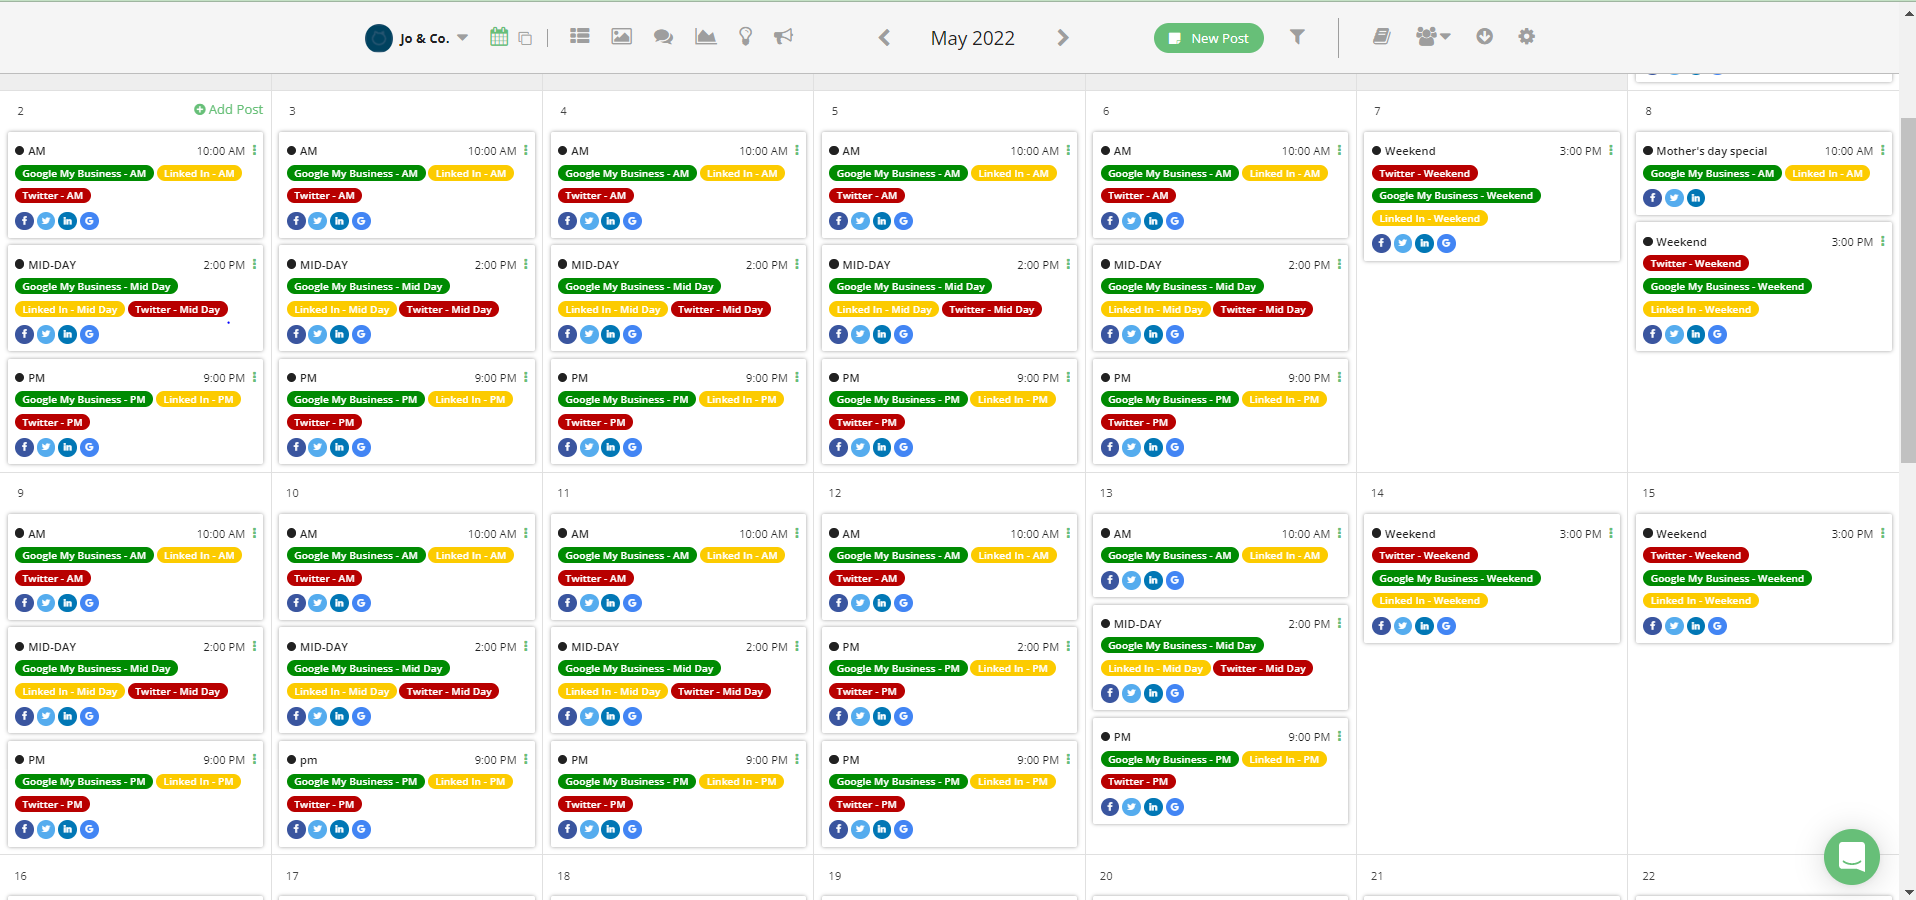 Jo & Co.
May 2022
New Post
2 Add Post 3 4 5 6 7 8
AM 10:00 AM AM 10:00 AM AM 10:00 AM AM 10:00 AM AM 10:00 AM Weekend 3:00 PM Mother's day special 10:00 AM
Google My Business - AM Linked In - AM Google My Business - AM Linked In - AM Google My Business - AM Linked In - AM Google My Business - AM Linked In - AM Google My Business - AM Linked In - AM Twitter - Weekend Google My Business - AM Linked In - AM
Twitter - AM Twitter - AM Twitter - AM Twitter - AM Twitter - AM Google My Business - Weekend
Linked In - Weekend
Weekend 3:00 PM
MID-DAY 2:00 PM MID-DAY 2:00 PM MID-DAY 2:00 PM MID-DAY 2:00 PM MID-DAY 2:00 PM Twitter - Weekend
Google My Business - Mid Day Google My Business - Mid Day Google My Business - Mid Day Google My Business - Mid Day Google My Business - Mid Day Google My Business - Weekend
Linked In - Mid Day Twitter - Mid Day Linked In - Mid Day Twitter - Mid Day Linked In - Mid Day Twitter - Mid Day Linked In - Mid Day Twitter - Mid Day Linked In - Mid Day Twitter - Mid Day Linked In - Weekend
PM 9:00 PM PM 9:00 PM PM 9:00 PM PM 9:00 PM PM 9:00 PM
Google My Business - PM Linked In - PM Google My Business - PM Linked In - PM Google My Business - PM Linked In - PM Google My Business - PM Linked In - PM Google My Business - PM Linked In - PM
Twitter - PM Twitter - PM Twitter - PM Twitter - PM Twitter - PM
9 10 11 12 13 14 15
AM 10:00 AM AM 10:00 AM AM 10:00 AM AM 10:00 AM AM 10:00 AM Weekend 3:00 PM Weekend 3:00 PM
Google My Business - AM Linked In - AM Google My Business - AM Linked In - AM Google My Business - AM Linked In - AM Google My Business - AM Linked In - AM Google My Business - AM Linked In - AM Twitter - Weekend Twitter - Weekend
Twitter - AM Twitter - AM Twitter - AM Twitter - AM Google My Business - Weekend Google My Business - Weekend
Linked In - Weekend Linked In - Weekend
MID-DAY 2:00 PM
MID-DAY 2:00 PM MID-DAY 2:00 PM MID-DAY 2:00 PM PM 2:00 PM Google My Business - Mid Day
Google My Business - Mid Day Google My Business - Mid Day Google My Business - Mid Day Google My Business - PM Linked In - PM Linked In - Mid Day Twitter - Mid Day
Linked In - Mid Day Twitter - Mid Day Linked In - Mid Day Twitter - Mid Day Linked In - Mid Day Twitter - Mid Day Twitter - PM
PM 9:00 PM
PM 9:00 PM pm 9:00 PM PM 9:00 PM PM 9:00 PM Google My Business - PM Linked In - PM
Google My Business - PM Linked In - PM Google My Business - PM Linked In - PM Google My Business - PM Linked In - PM Google My Business - PM Linked In - PM Twitter - PM
Twitter - PM Twitter - PM Twitter - PM Twitter - PM
16 17 18 19 20 21 22